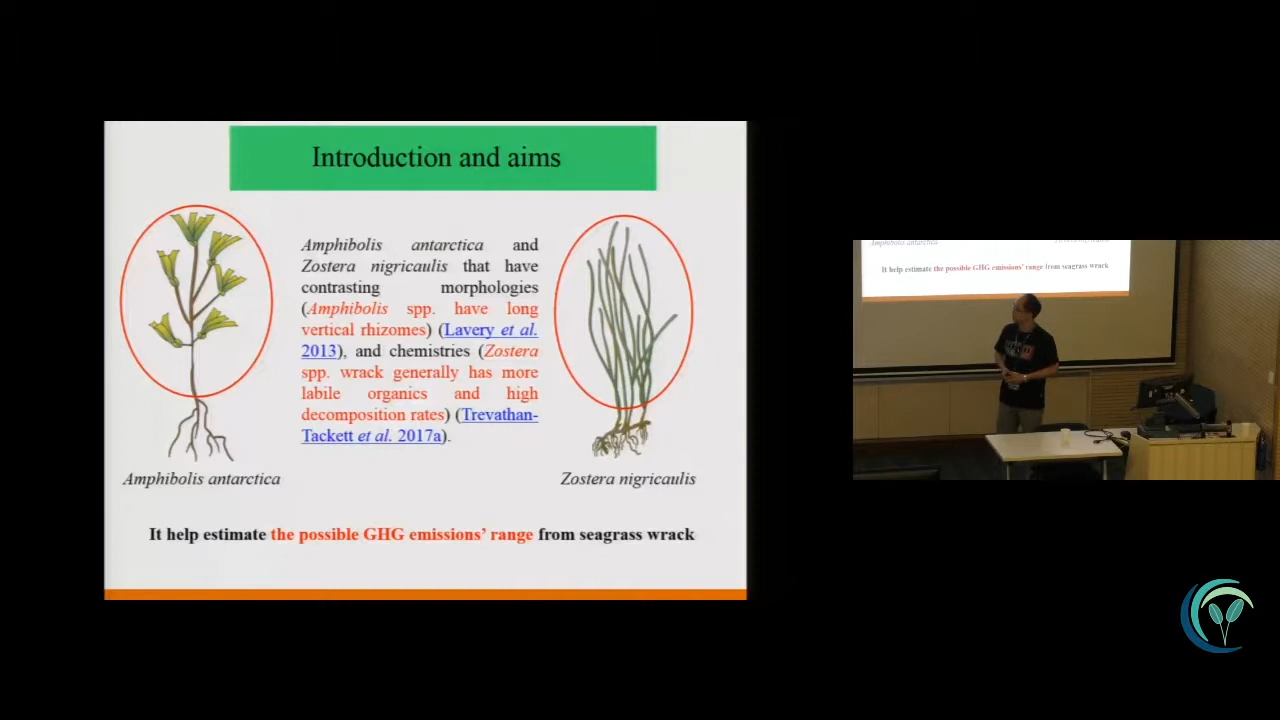 Introduction and aims
Amphibolis antarctica and
Zostera nigricaulis that have
contrasting morphologies
(Amphibolis spp. have long
vertical rhizomes) (Lavery et al.
2013), and chemistries (Zostera
spp. wrack generally has more
labile organics and high
decomposition rates) (Trevathan-
Tackett et al. 2017a).
Amphibolis antarctica
Zostera nigricaulis
It help estimate the possible GHG emissions’ range from seagrass wrack
Amphibolis antarctica
It help estimate the possible GHG emissions’ range from seagrass wrack